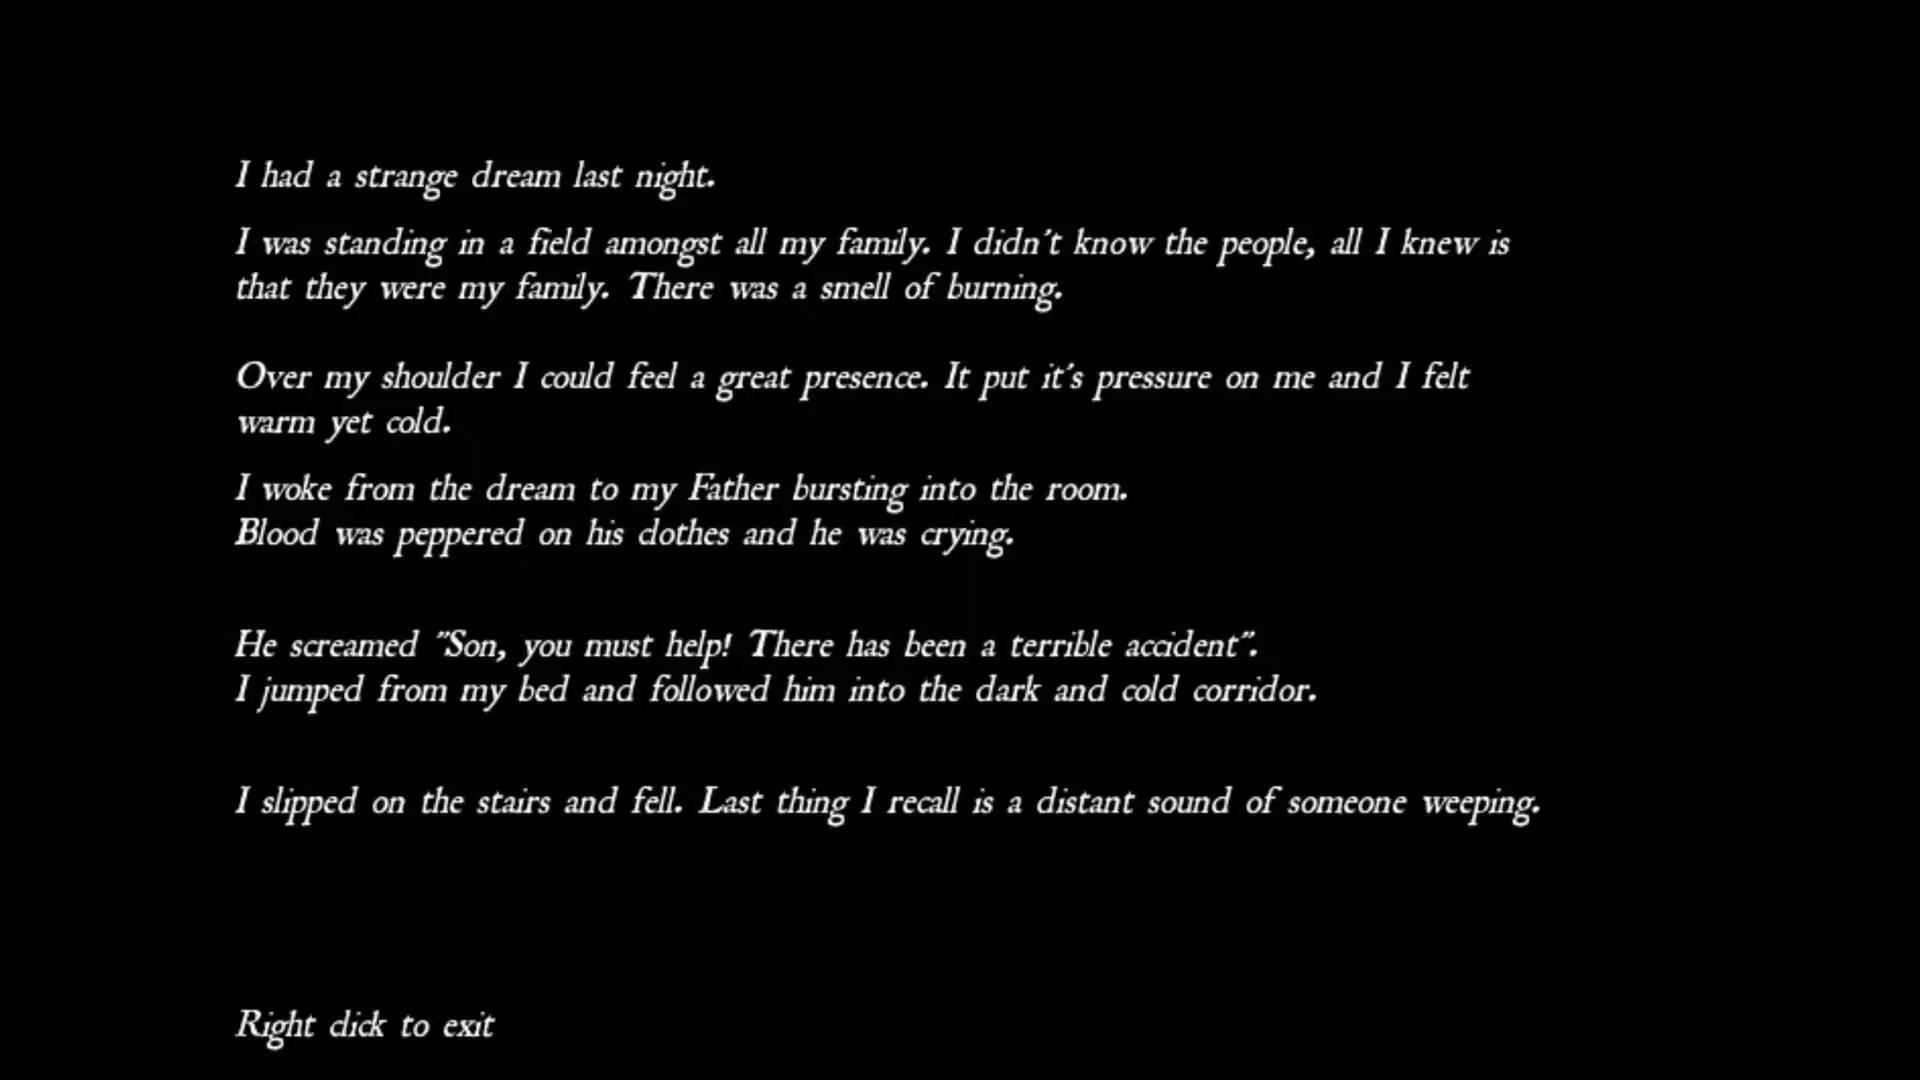 I had a strange dream last night.
I was standing in a field amongst all my family. I didn't know the people, all I knew is
that they were my family. There was a smell of burning.
Over my shoulder I could feel a great presence. It put it's pressure on me and I felt
warm yet cold.
I woke from the dream to my Father bursting into the room.
Blood was peppered on his clothes and he was crying.
He screamed "Son, you must help! There has been a terrible accident".
I jumped from my bed and followed him into the dark and cold corridor.
I slipped on the stairs and fell. Last thing I recall is a distant sound of someone weeping.
Right click to exit